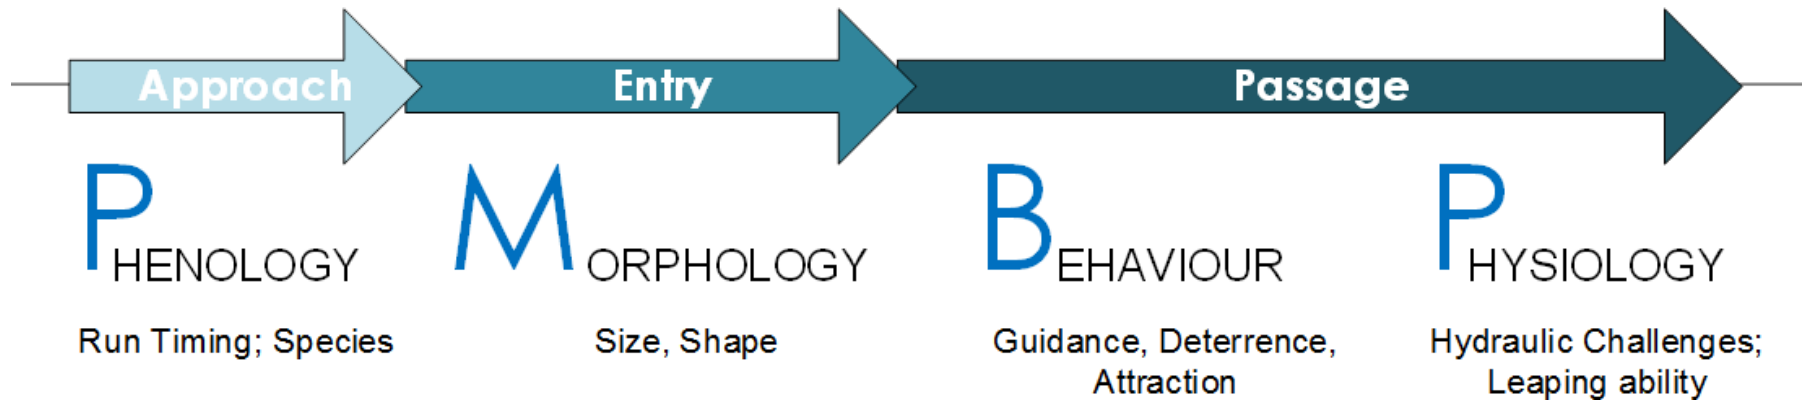 Approach Entry Passage
PHENOLOGY MORPHOLOGY BEHAVIOUR PHYSIOLOGY
Run Timing; Species Size, Shape Guidance, Deterrence, Hydraulic Challenges;
Attraction Leaping ability